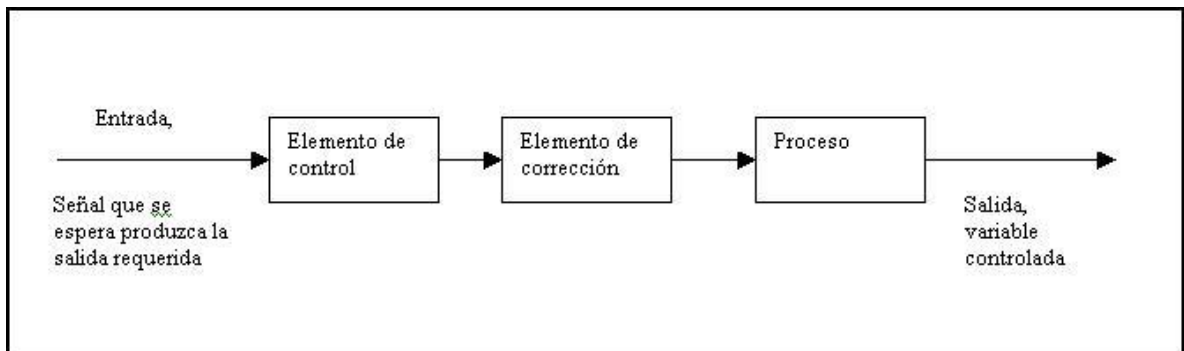 Entrada,
Señal que se
espera produzca la
salida requerida
Elemento de
control
Elemento de
corrección
Proceso
Salida,
variable
controlada